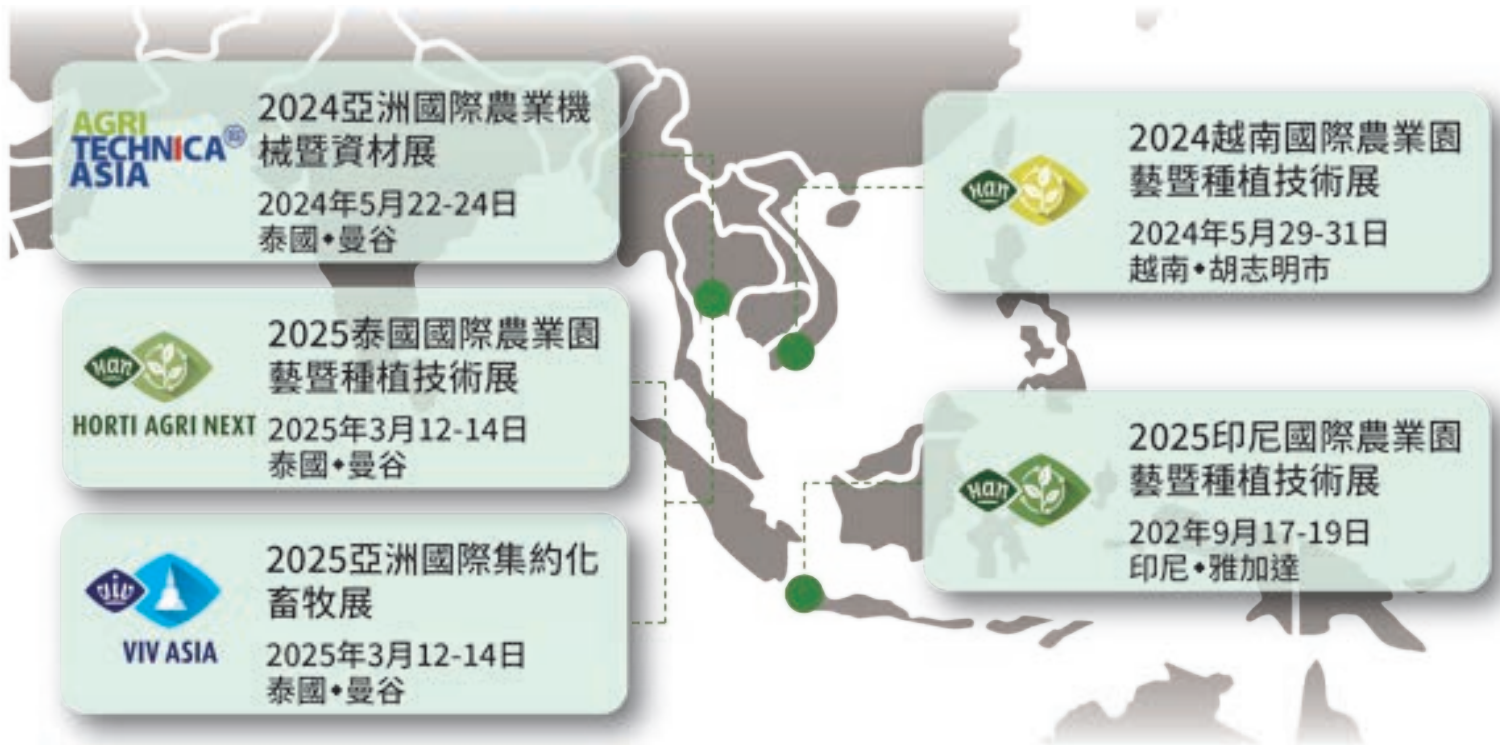 AGRI
TECHNICA
ASIA
2024亞洲國際農業機
械暨資材展
2024年5月22-24日
泰國◆曼谷
Han
HORTI AGRI NEXT
2025泰國國際農業園
藝暨種植技術展
2025年3月12-14日
泰國◆曼谷
viv
VIV ASIA
2025亞洲國際集約化
畜牧展
2025年3月12-14日
泰國◆曼谷
Han
2024越南國際農業園
藝暨種植技術展
2024年5月29-31日
越南◆胡志明市
Han
2025印尼國際農業園
藝暨種植技術展
202年9月17-19日
印尼◆雅加達